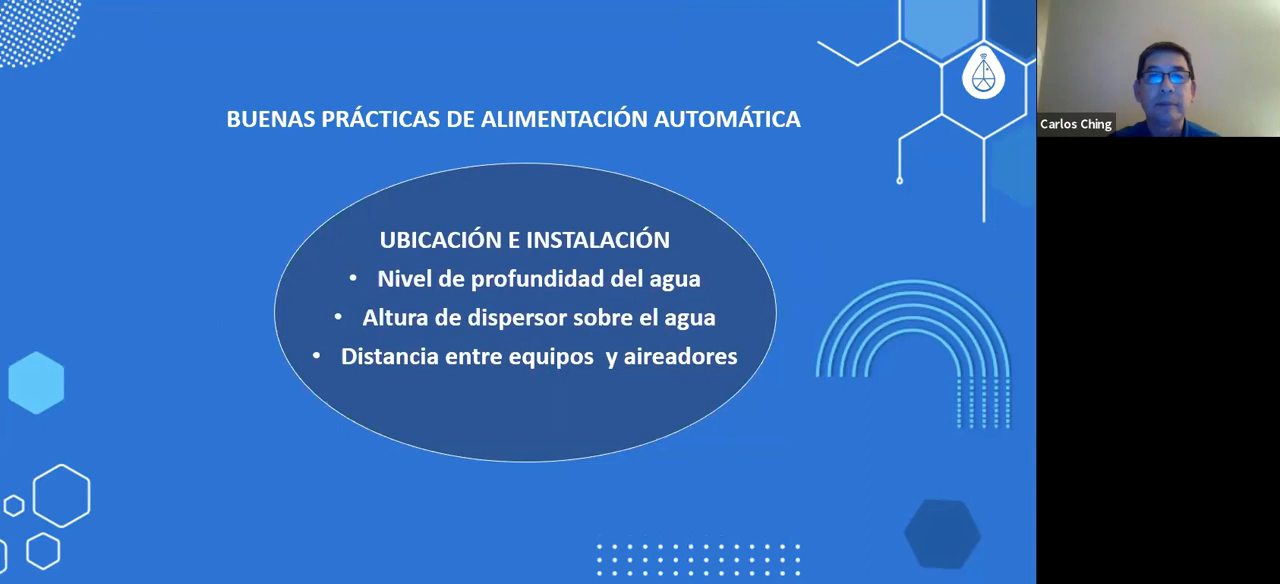 BUENAS PRÁCTICAS DE ALIMENTACIÓN AUTOMÁTICA
UBICACIÓN E INSTALACIÓN
• Nivel de profundidad del agua
• Altura de dispersor sobre el agua
• Distancia entre equipos  y aireadores
Carlos Ching